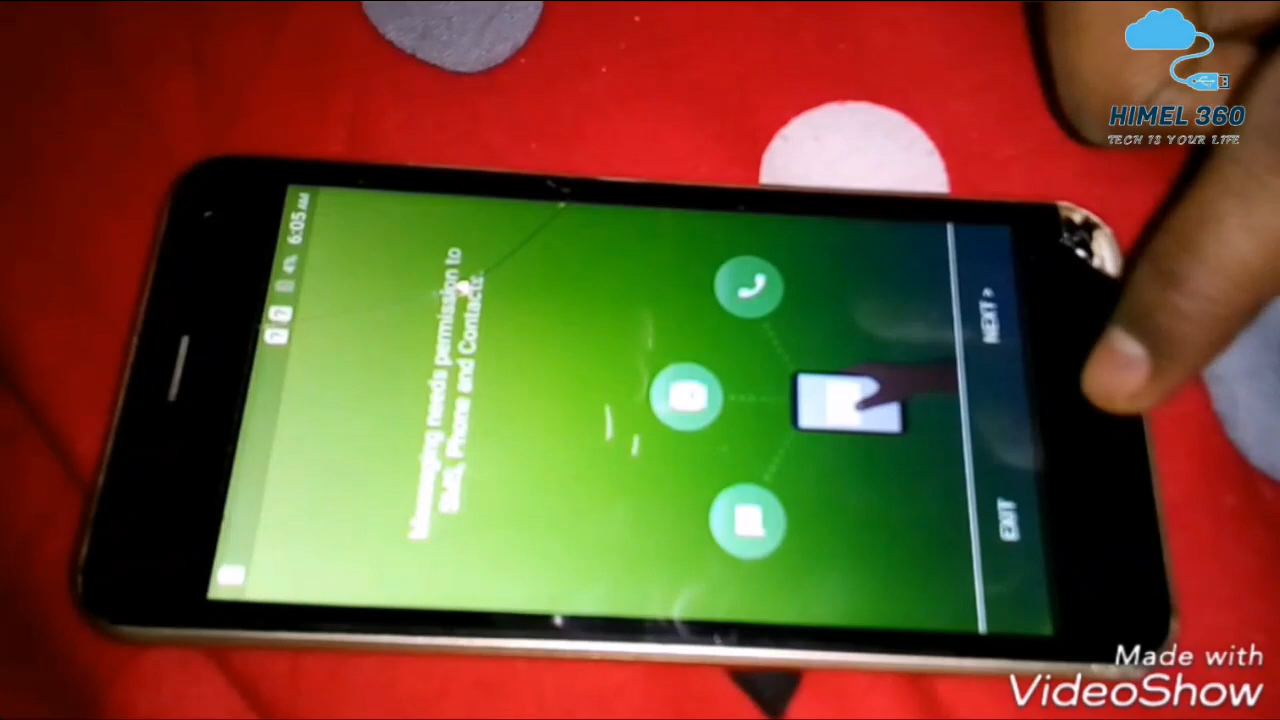 HIMEL 360
TECH IS YOUR LIFE
4% 6:05 AM
Messaging needs permission to
SMS, Phone and Contacts.
EXIT
NEXT >
Made with
VideoShow